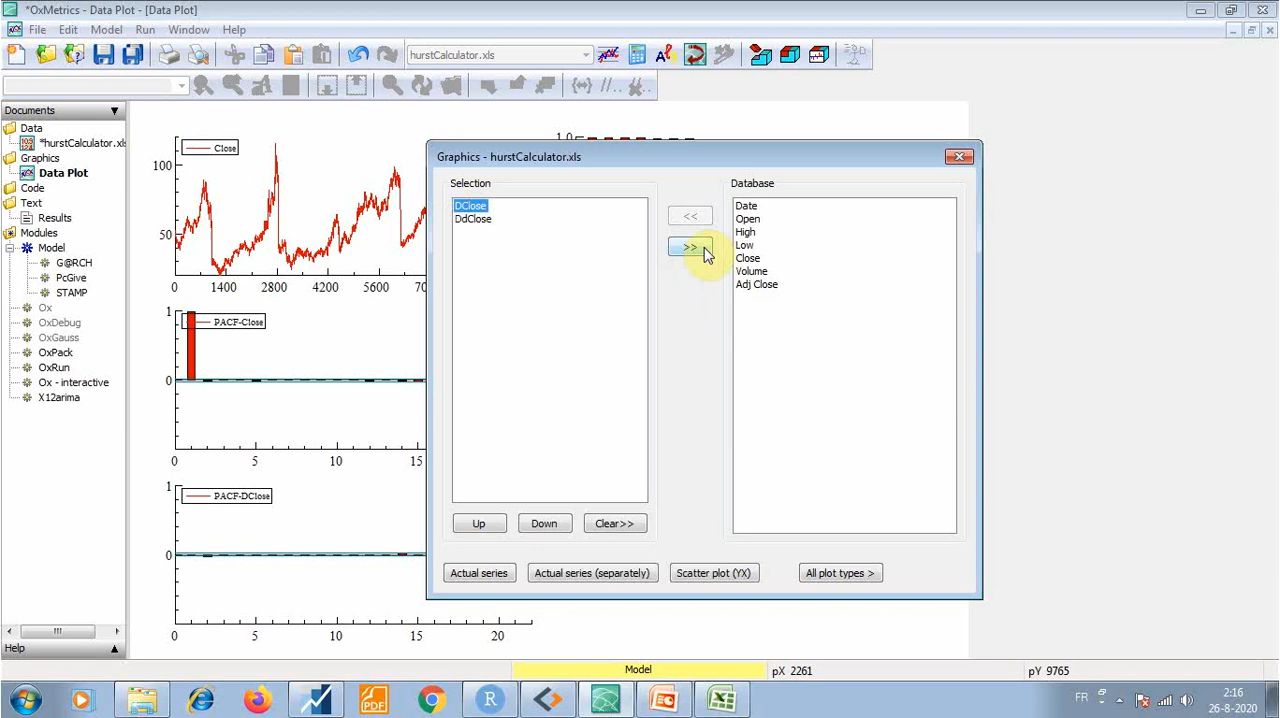 *OxMetrics - Data Plot - [Data Plot]
File Edit Model Run Window Help
hurstCalculator.xls
Documents
Data
*hurstCalculator.xls
Graphics
Data Plot
Code
Text
Results
Modules
Model
G@RCH
PcGive
STAMP
Ox
OxDebug
OxGauss
OxPack
OxRun
Ox - interactive
X12arima
Help
Close
100
50
0 1400 2800 4200 5600
1.0
1
PACF-Close
0
0 5 10 15
1
PACF-DClose
0
0 5 10 15 20
Graphics - hurstCalculator.xls
Selection
DClose
DdClose
<<
>>
Database
Date
Open
High
Low
Close
Volume
Adj Close
Up Down Clear>>
Actual series Actual series (separately) Scatter plot (YX) All plot types >
Model pX 2261 pY 9765
PDF
R
FR
2:16
26-8-2020